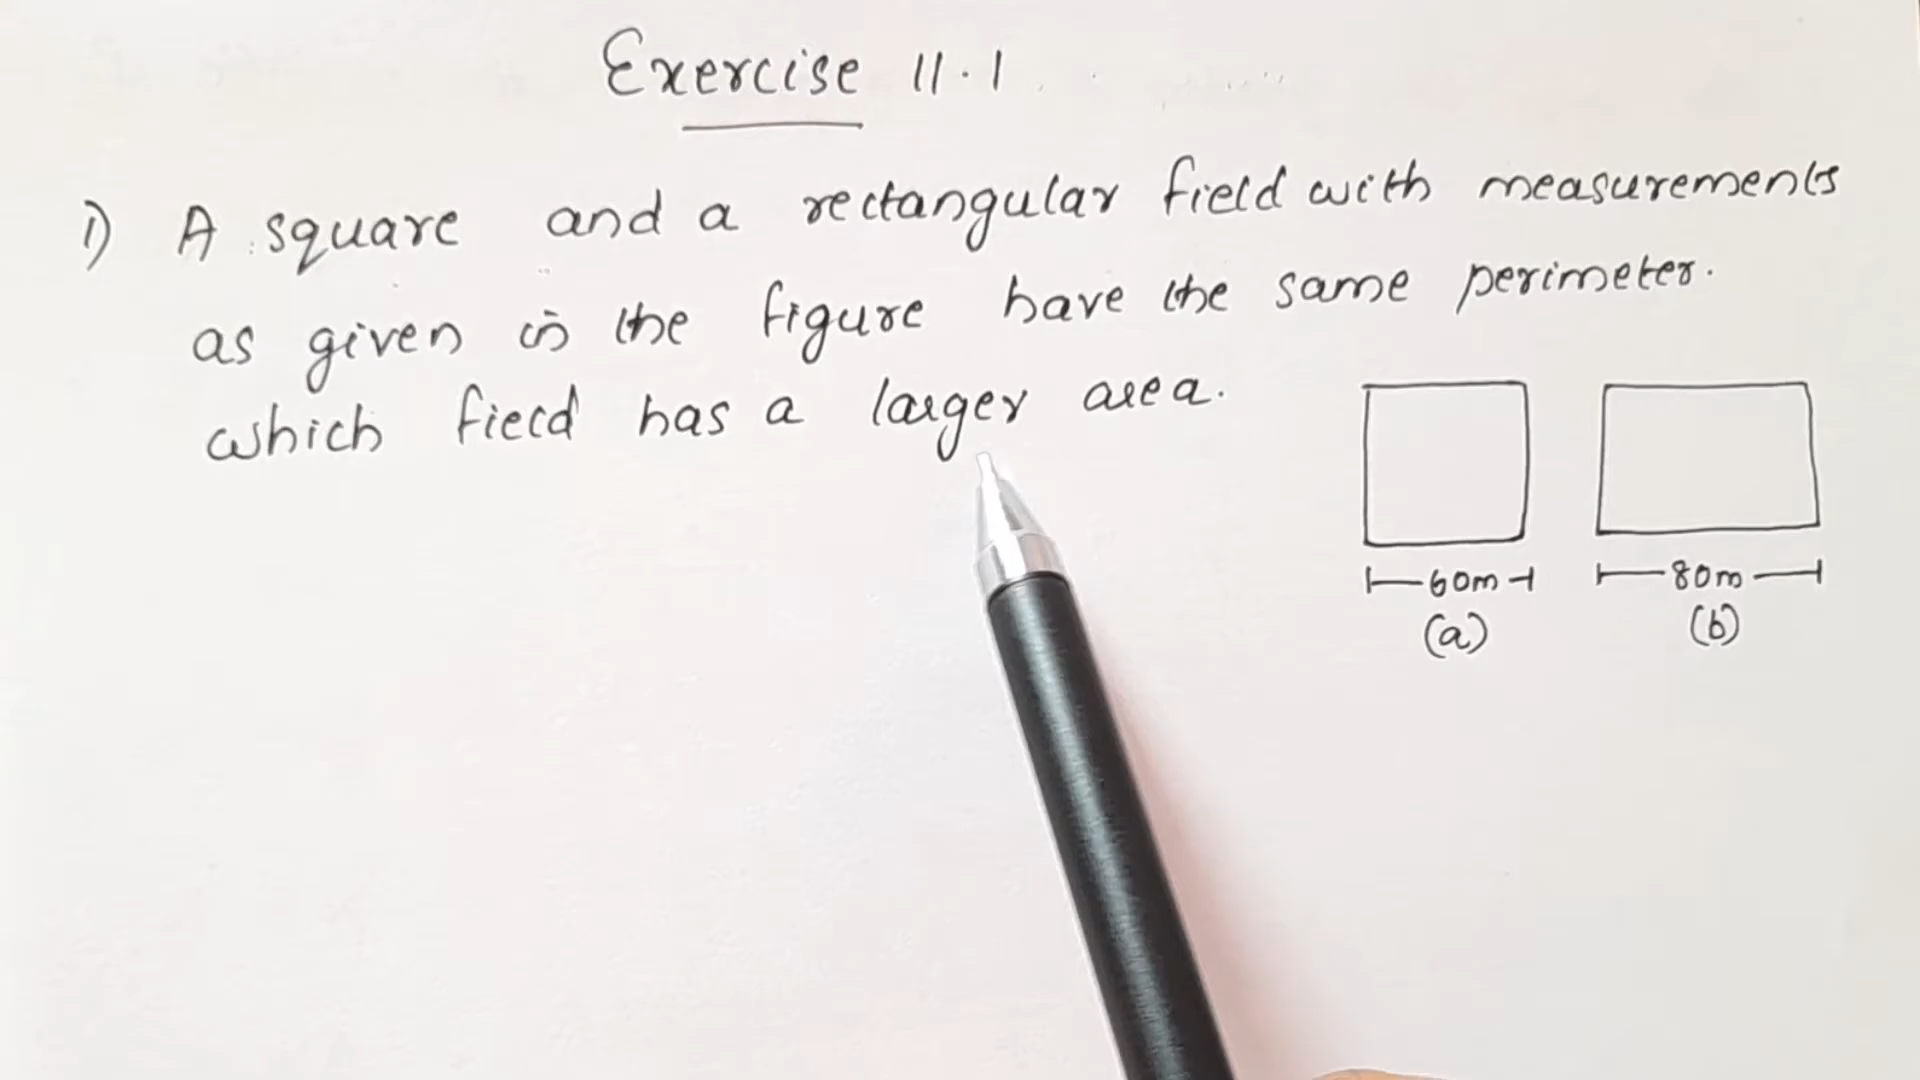 Exercise 11.1
1) A square and a rectangular field with measurements
as given in the figure have the same perimeter.
which field has a larger area.
60m
80m
(a)
(b)